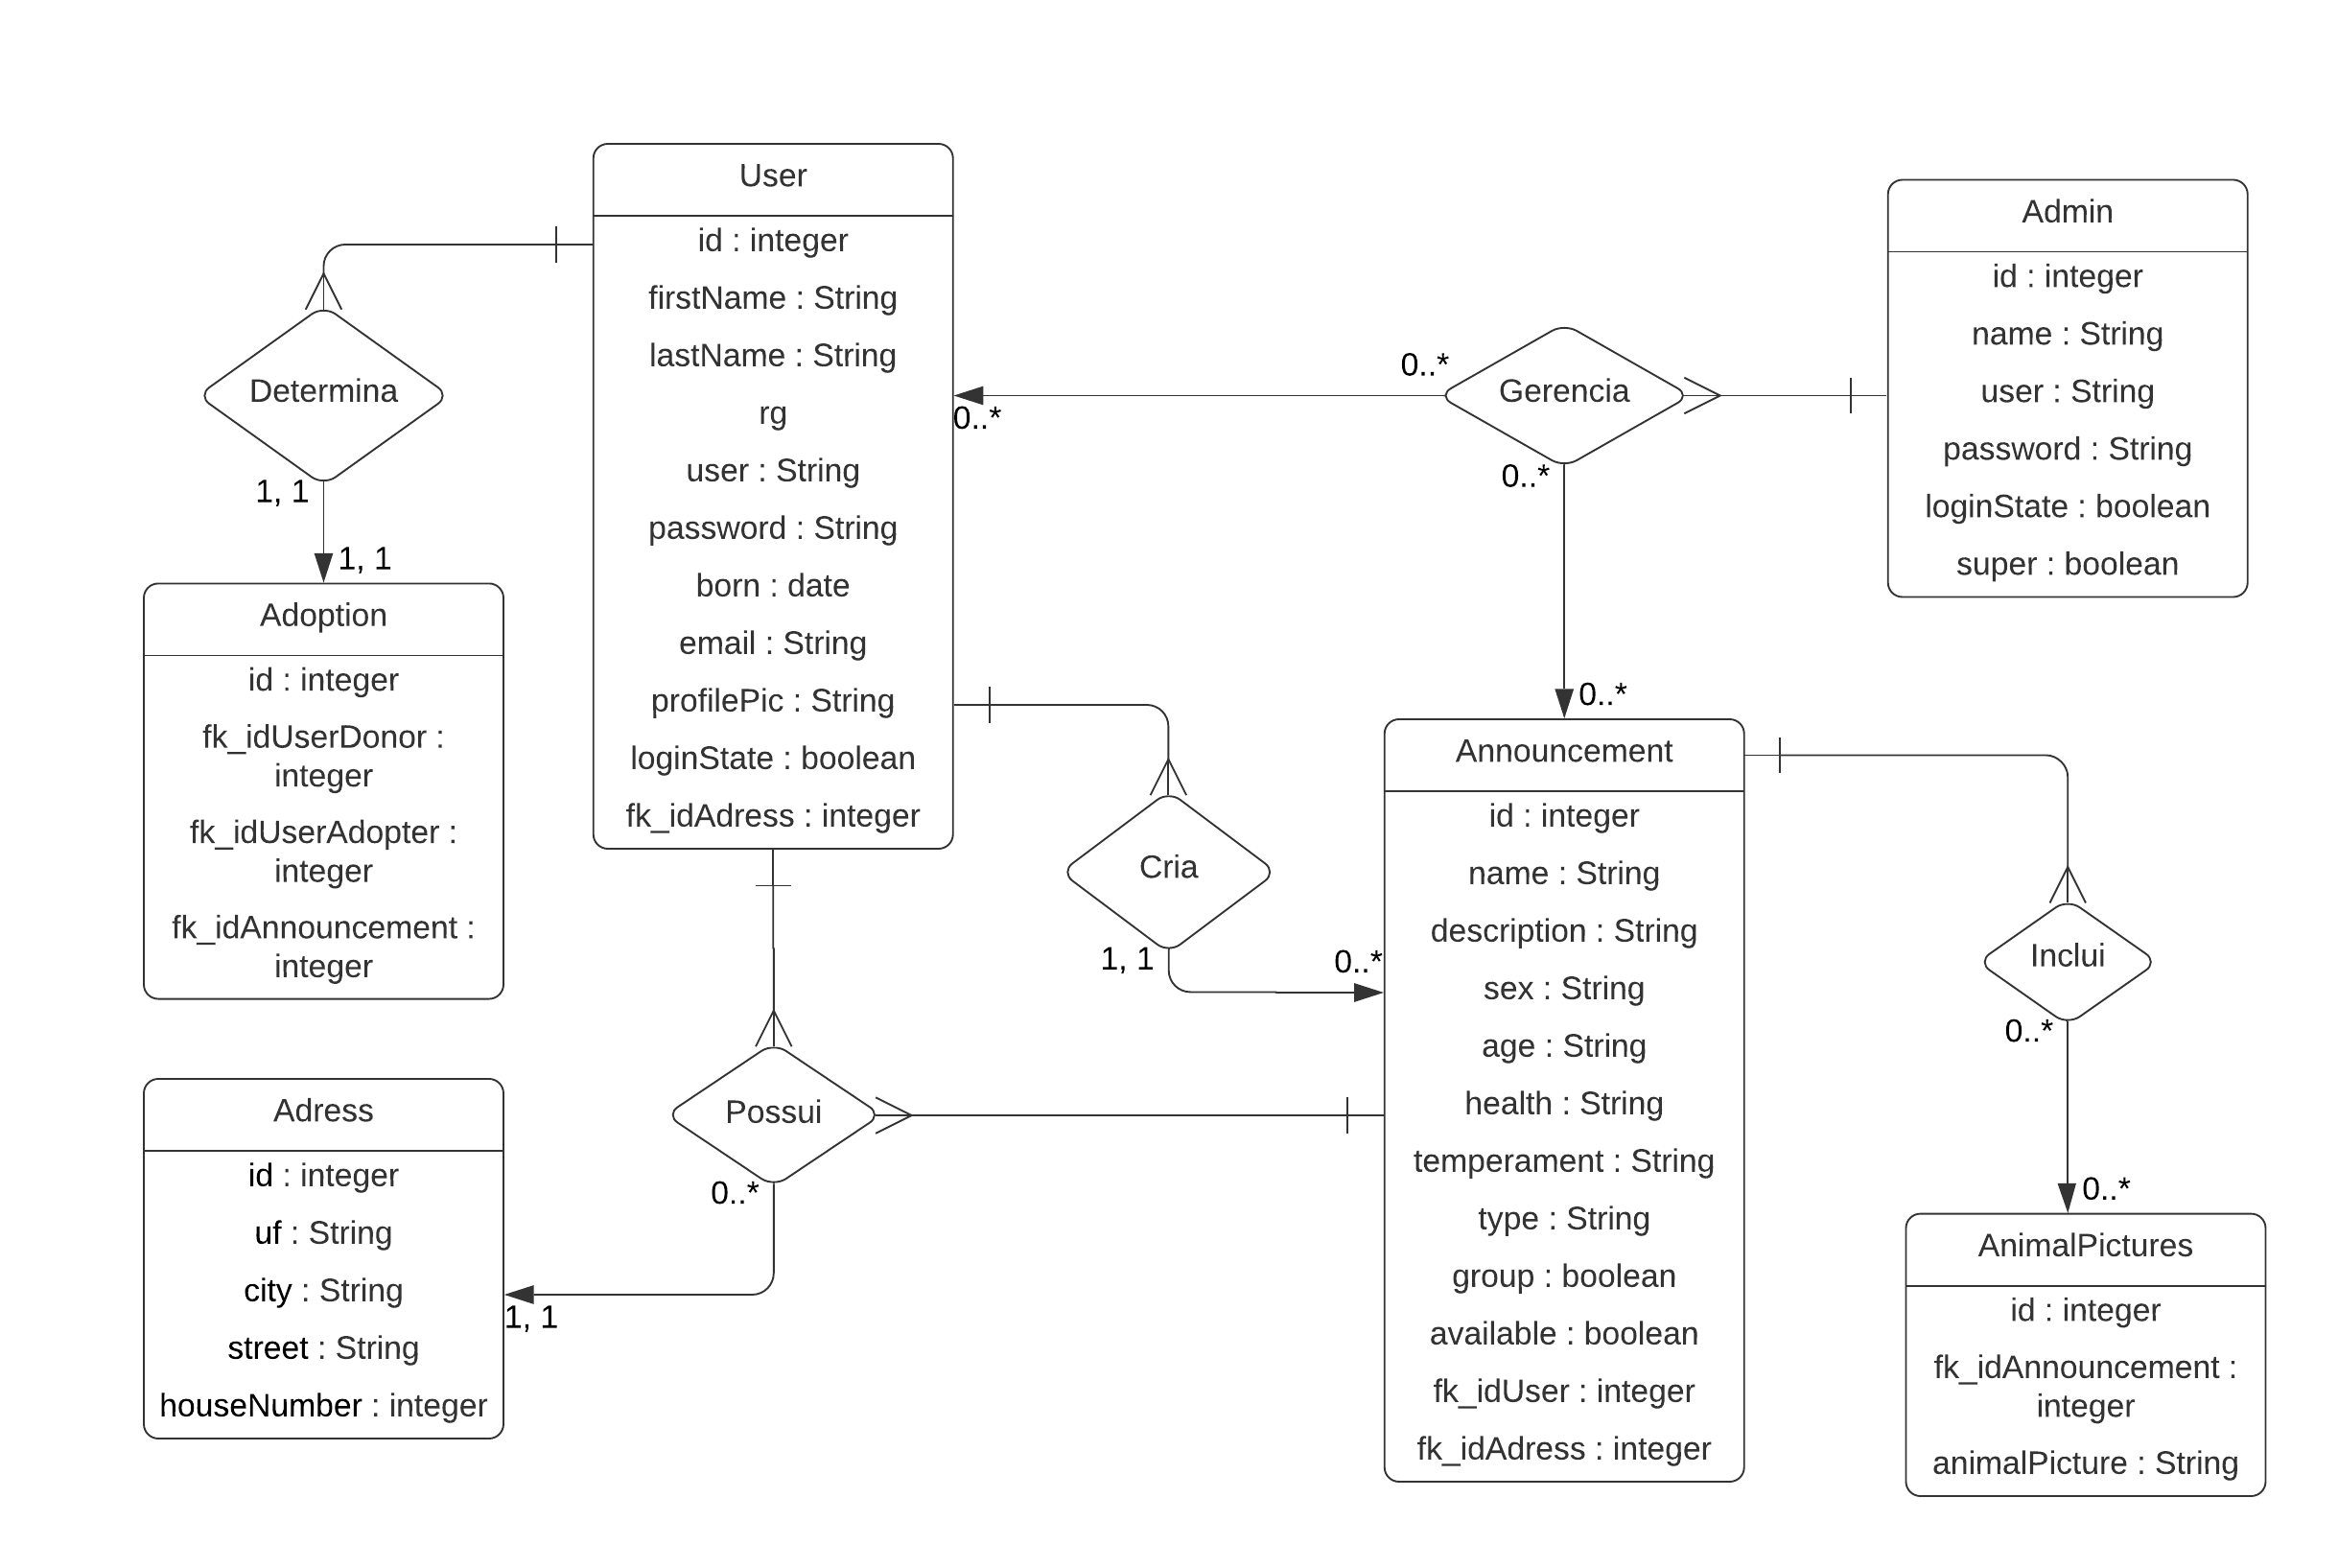 User
id : integer
firstName : String
lastName : String
rg
user : String
password : String
born : date
email : String
profilePic : String
loginState : boolean
fk_idAdress : integer
Admin
id : integer
name : String
user : String
password : String
loginState : boolean
super : boolean
Determina
1, 1
1, 1
Gerencia
0..*
0..*
0..*
0..*
Adoption
id : integer
fk_idUserDonor :
integer
fk_idUserAdopter :
integer
fk_idAnnouncement :
integer
Cria
1, 1
0..*
Announcement
id : integer
name : String
description : String
sex : String
age : String
health : String
temperament : String
type : String
group : boolean
available : boolean
fk_idUser : integer
fk_idAdress : integer
Inclui
0..*
0..*
Possui
0..*
1, 1
Adress
id : integer
uf : String
city : String
street : String
houseNumber : integer
AnimalPictures
id : integer
fk_idAnnouncement :
integer
animalPicture : String